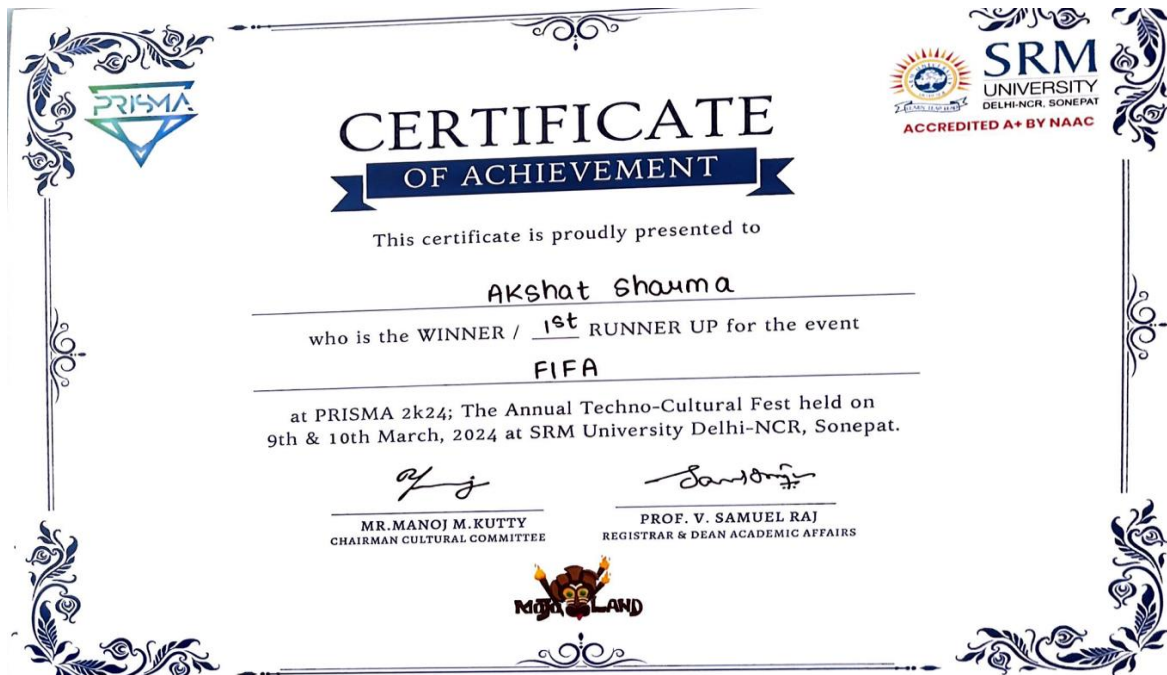 PRISMA
SRM
UNIVERSITY
DELHI-NCR, SONEPAT
ACCREDITED A+ BY NAAC
CERTIFICATE
OF ACHIEVEMENT
This certificate is proudly presented to
Akshat Sharma
who is the WINNER / 1st RUNNER UP for the event
FIFA
at PRISMA 2k24; The Annual Techno-Cultural Fest held on
9th & 10th March, 2024 at SRM University Delhi-NCR, Sonepat.
MR.MANOJ M.KUTTY
CHAIRMAN CULTURAL COMMITTEE
PROF. V. SAMUEL RAJ
REGISTRAR & DEAN ACADEMIC AFFAIRS
MOJO LAND